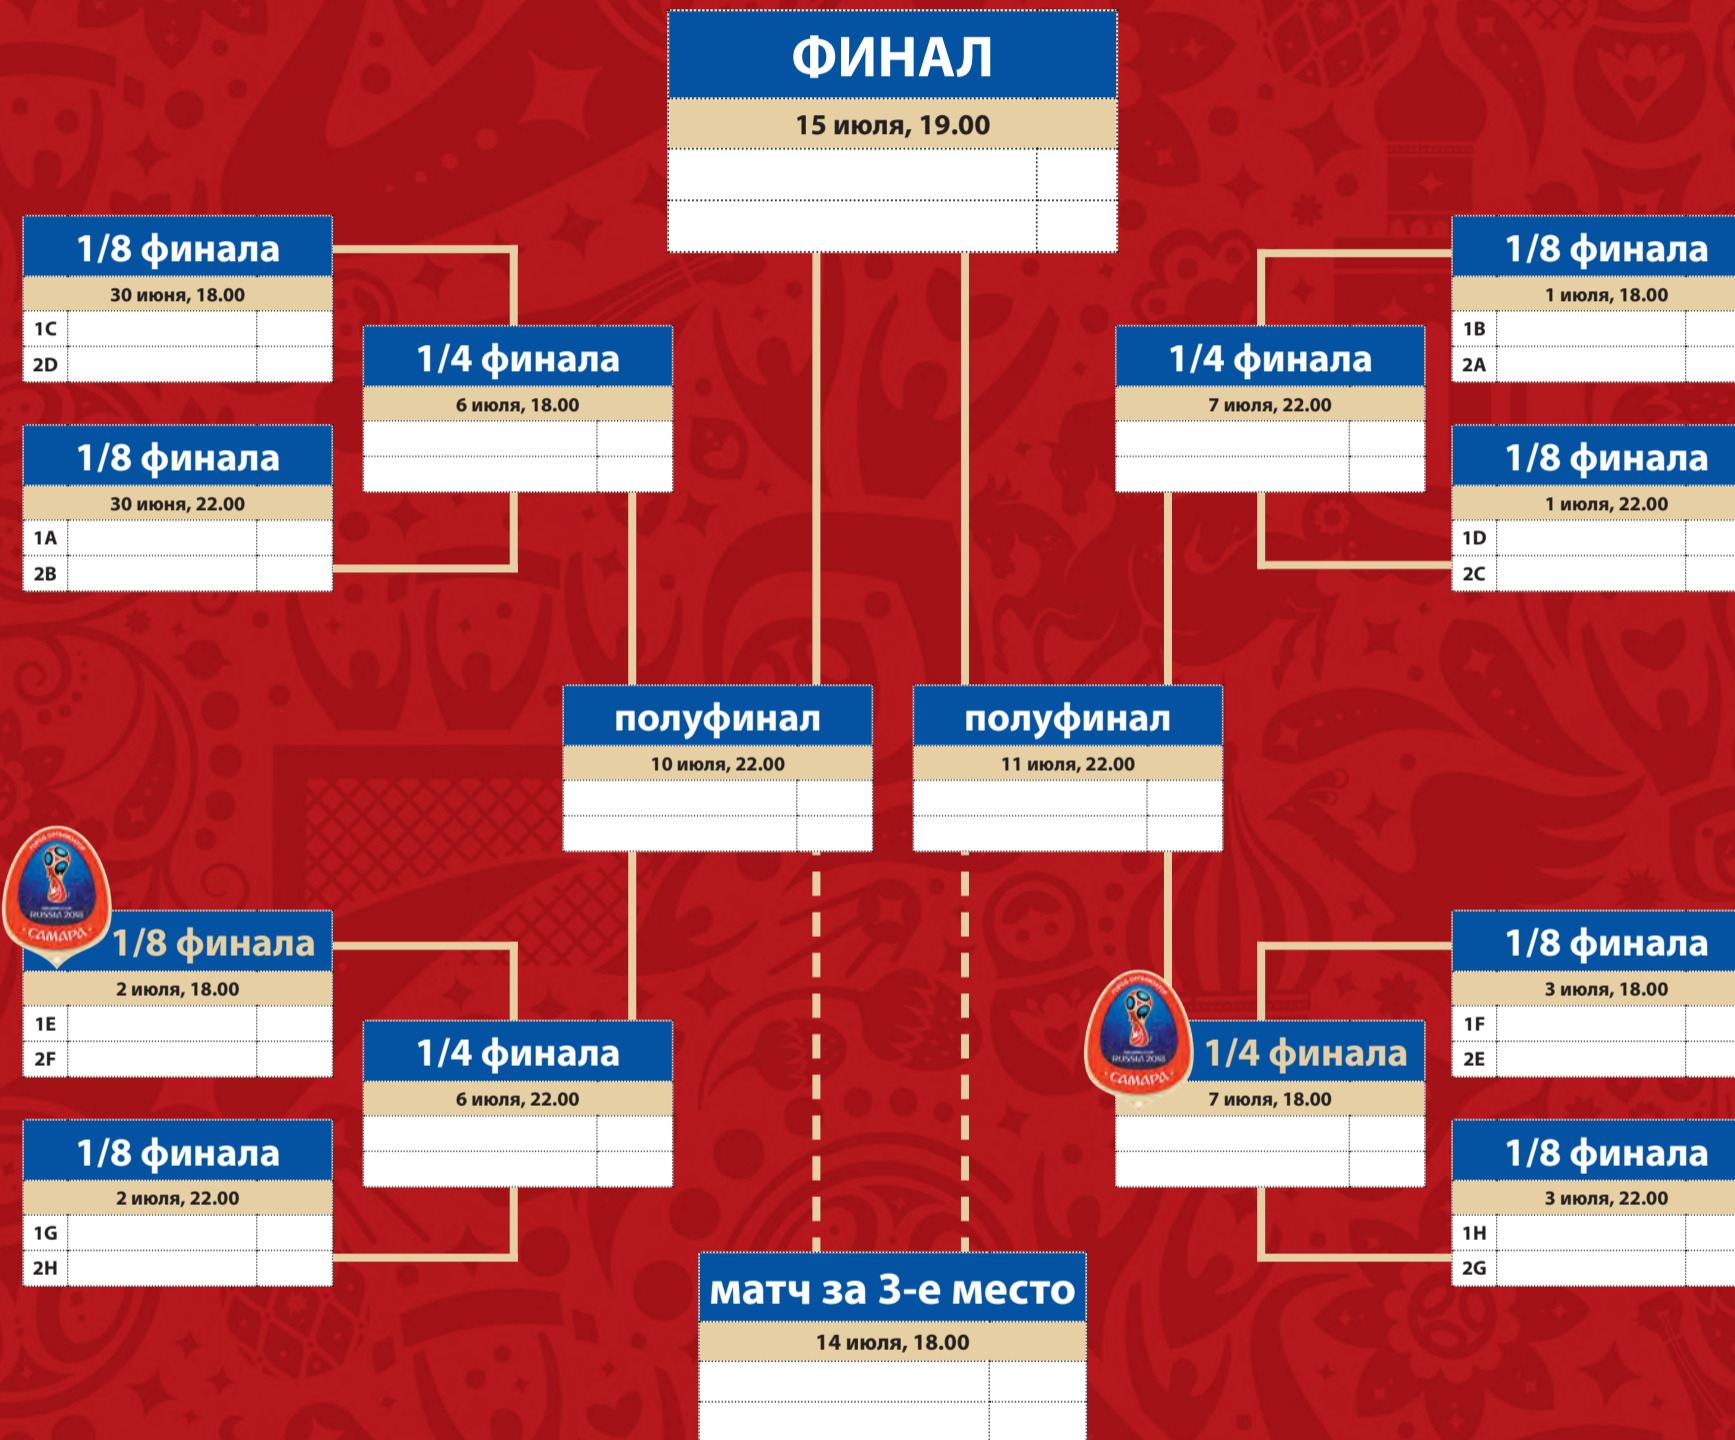 ФИНАЛ
15 июля, 19.00
1/8 финала
30 июня, 18.00
1C
2D
1/4 финала
6 июля, 18.00
1/8 финала
30 июня, 22.00
1A
2B
1/8 финала
1 июля, 18.00
1B
2A
1/4 финала
7 июля, 22.00
1/8 финала
1 июля, 22.00
1D
2C
полуфинал
10 июля, 22.00
полуфинал
11 июля, 22.00
RUSSIA 2018
САМАРА
1/8 финала
2 июля, 18.00
1E
2F
1/4 финала
6 июля, 22.00
1/8 финала
2 июля, 22.00
1G
2H
RUSSIA 2018
САМАРА
1/4 финала
7 июля, 18.00
1/8 финала
3 июля, 18.00
1F
2E
1/8 финала
3 июля, 22.00
1H
2G
матч за 3-е место
14 июля, 18.00